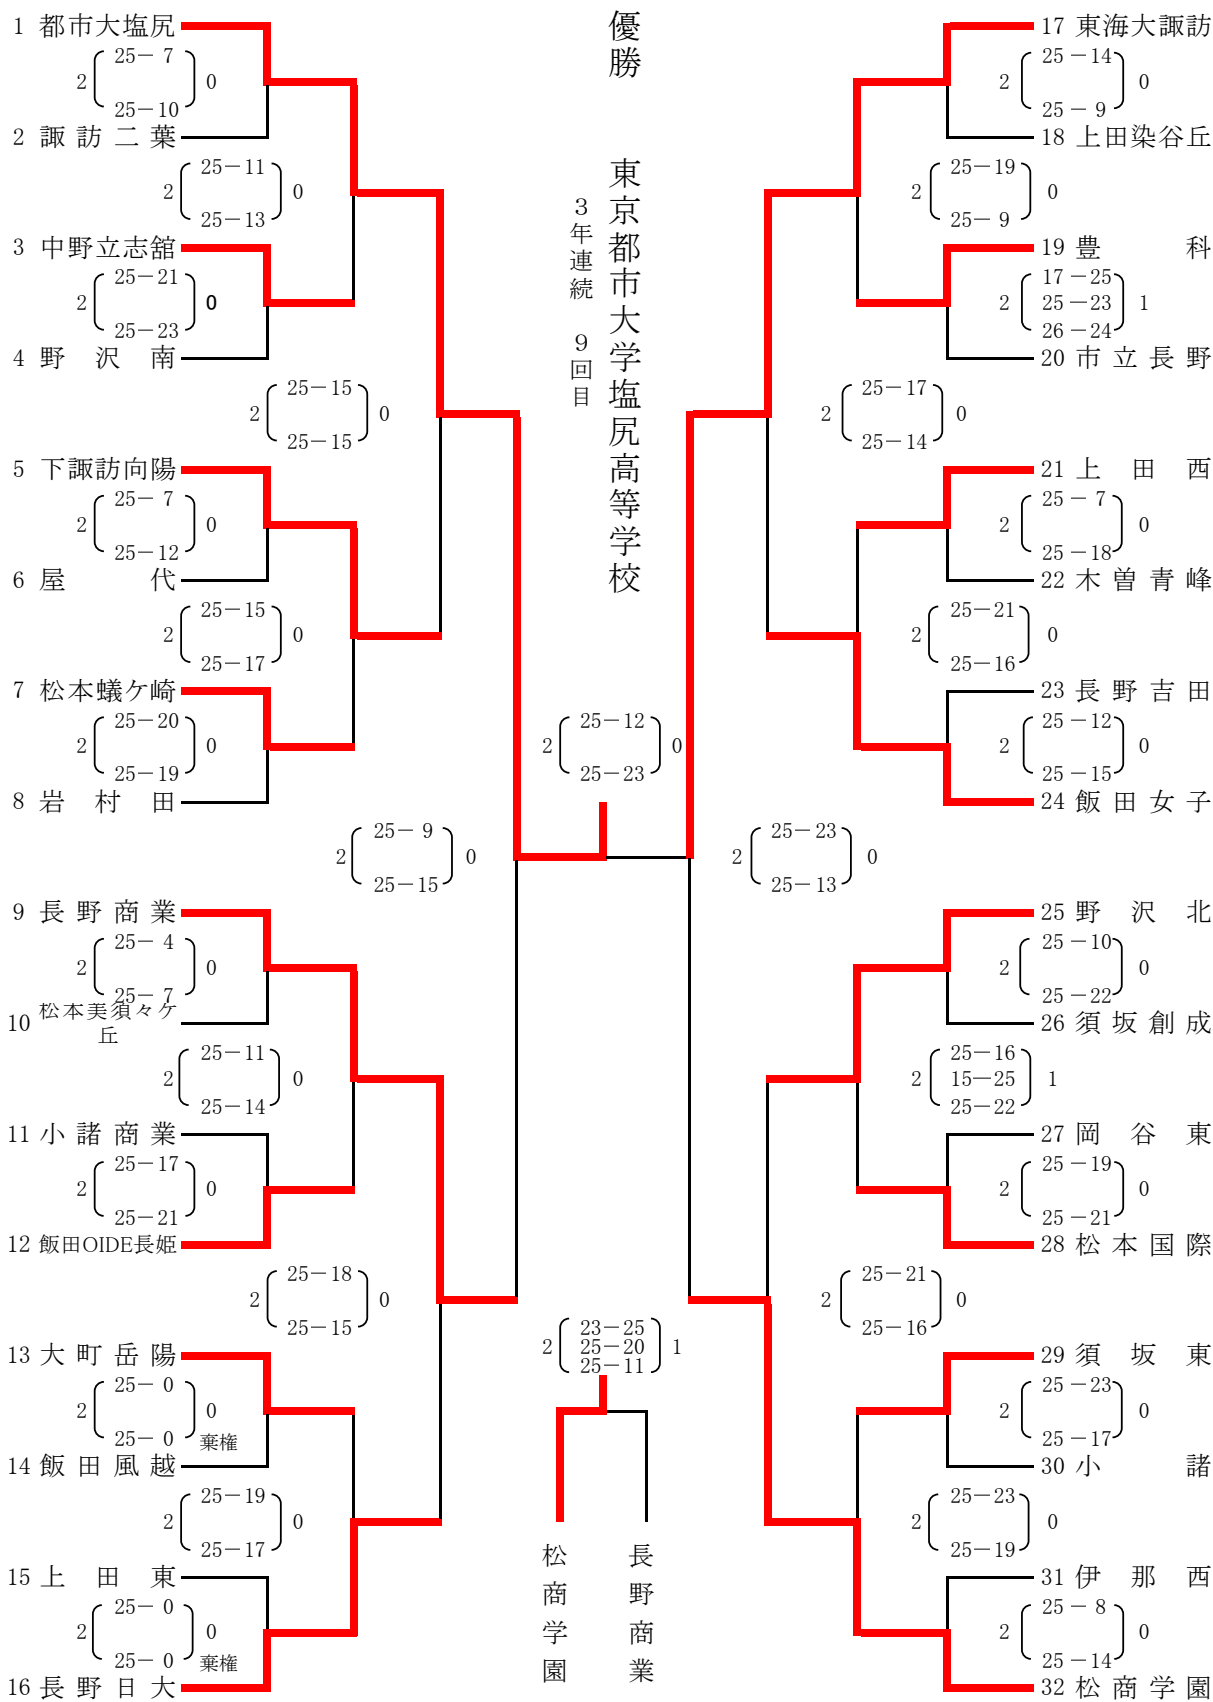 優勝　東京都市大学塩尻高等学校
3年連続　9回目
1 都市大塩尻
2 25－7 0
25－10
2 諏訪二葉
2 25－11 0
25－13
3 中野立志舘
2 25－21 0
25－23
4 野沢南
2 25－15 0
25－15
5 下諏訪向陽
2 25－7 0
25－12
6 屋代
2 25－15 0
25－17
7 松本蟻ケ崎
2 25－20 0
25－19
8 岩村田
2 25－9 0
25－15
9 長野商業
2 25－4 0
25－7
10 松本美須々ケ
丘
2 25－11 0
25－14
11 小諸商業
2 25－17 0
25－21
12 飯田OIDE長姫
2 25－18 0
25－15
13 大町岳陽
2 25－0 0
25－0 棄権
14 飯田風越
2 25－19 0
25－17
15 上田東
2 25－0 0
25－0 棄権
16 長野日大
2 25－12 0
25－23
2 23－25 1
25－20
25－11
松商学園
長野商業
17 東海大諏訪
2 25－14 0
25－9
18 上田染谷丘
2 25－19 0
25－9
19 豊科
2 17－25 1
25－23
26－24
20 市立長野
2 25－17 0
25－14
21 上田西
2 25－7 0
25－18
22 木曽青峰
2 25－21 0
25－16
23 長野吉田
2 25－12 0
25－15
24 飯田女子
2 25－23 0
25－13
25 野沢北
2 25－10 0
25－22
26 須坂創成
2 25－16 1
15－25
25－22
27 岡谷東
2 25－19 0
25－21
28 松本国際
2 25－21 0
25－16
29 須坂東
2 25－23 0
25－17
30 小諸
2 25－23 0
25－19
31 伊那西
2 25－8 0
25－14
32 松商学園